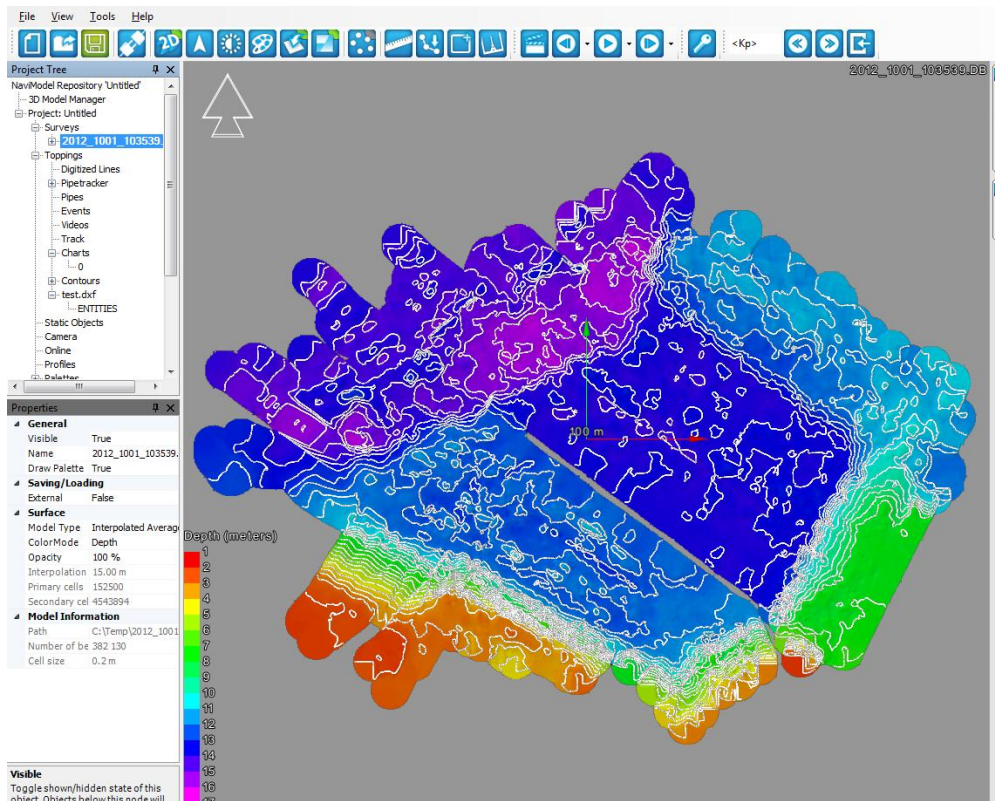 File View Tools Help
2D <Kp>
Project Tree
NaviModel Repository 'Untitled'
3D Model Manager
Project: Untitled
Surveys
2012_1001_103539.
Toppings
Digitized Lines
Pipetracker
Pipes
Events
Videos
Track
Charts
0
Contours
test.dxf
ENTITIES
Static Objects
Camera
Online
Profiles
Palettes
Properties
General
Visible True
Name 2012_1001_103539.
Draw Palette True
Saving/Loading
External False
Surface
Model Type Interpolated Average
ColorMode Depth
Opacity 100 %
Interpolation 15.00 m
Primary cells 152500
Secondary cel 4543894
Model Information
Path C:\Temp\2012_1001
Number of be 382 130
Cell size 0.2 m
Visible
Toggle shown/hidden state of this
object. Objects below this node will
2012_1001_103539.DB
100 m
Depth (meters)
1
2
3
4
5
6
7
8
9
10
11
12
13
14
15
16
17